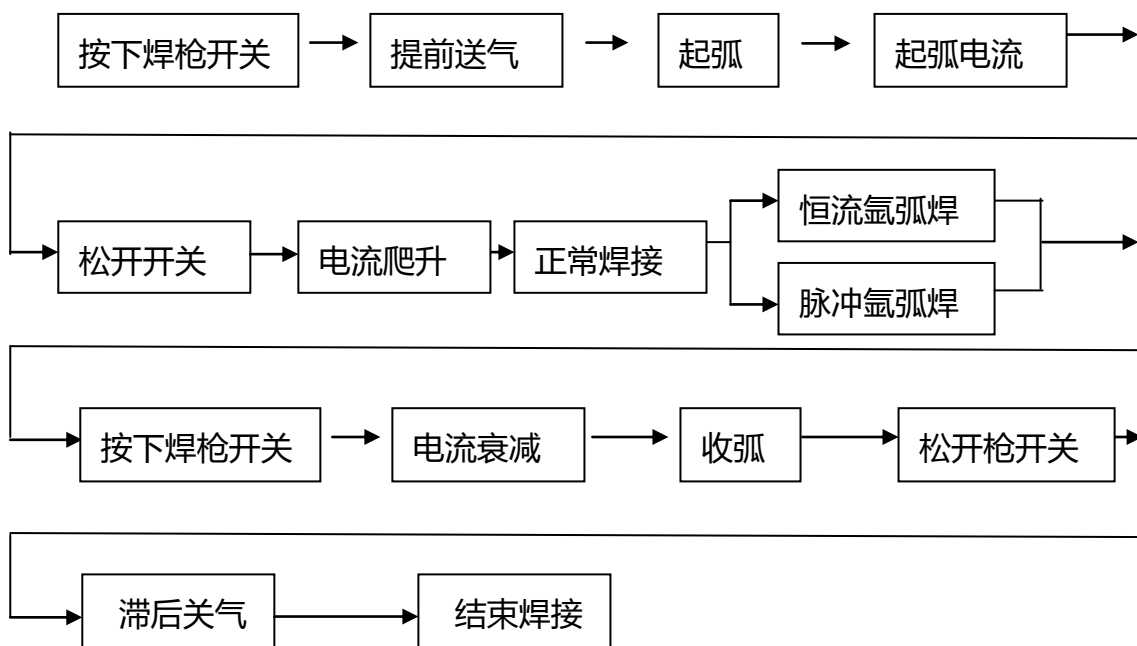 按下焊枪开关
提前送气
起弧
起弧电流
松开开关
电流爬升
正常焊接
恒流氩弧焊
脉冲氩弧焊
按下焊枪开关
电流衰减
收弧
松开枪开关
滞后关气
结束焊接